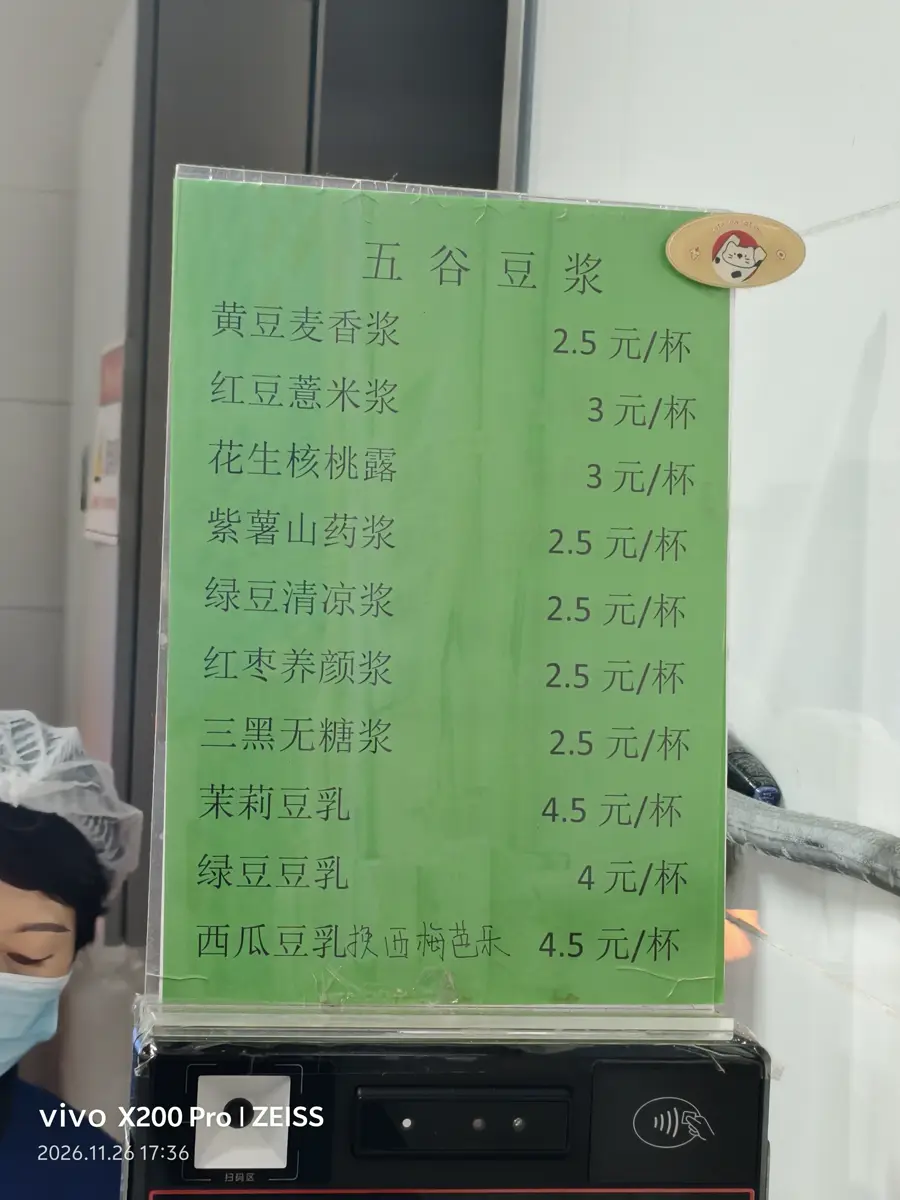 五谷豆浆
黄豆麦香浆 2.5 元/杯
红豆薏米浆 3 元/杯
花生核桃露 3 元/杯
紫薯山药浆 2.5 元/杯
绿豆清凉浆 2.5 元/杯
红枣养颜浆 2.5 元/杯
三黑无糖浆 2.5 元/杯
茉莉豆乳 4.5 元/杯
绿豆豆乳 4 元/杯
西瓜豆乳换西梅芭乐 4.5 元/杯
vivo X200 Pro | ZEISS
2026.11.26 17:36
扫码区